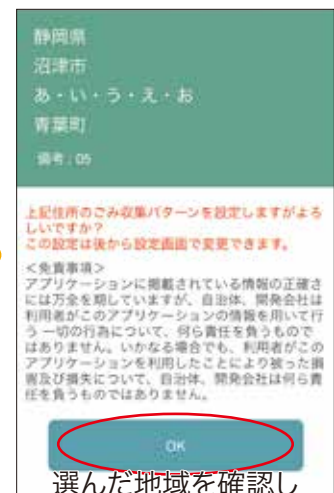 静岡県
沼津市
あ・い・う・え・お
青葉町
備考：05
上記住所のごみ収集パターンを設定しますがよろ
しいですか？
この設定は後から設定画面で変更できます。
＜免責事項＞
アプリケーションに掲載されている情報の正確さ
には万全を期していますが、自治体、開発会社は
利用者がこのアプリケーションの情報を用いて行
う一切の行為について、何ら責任を負うもので
はありません。いかなる場合でも、利用者がこの
アプリケーションを利用したことにより被った損
害及び損失について、自治体、開発会社は何ら責
任を負うものではありません。
OK
選んだ地域を確認し